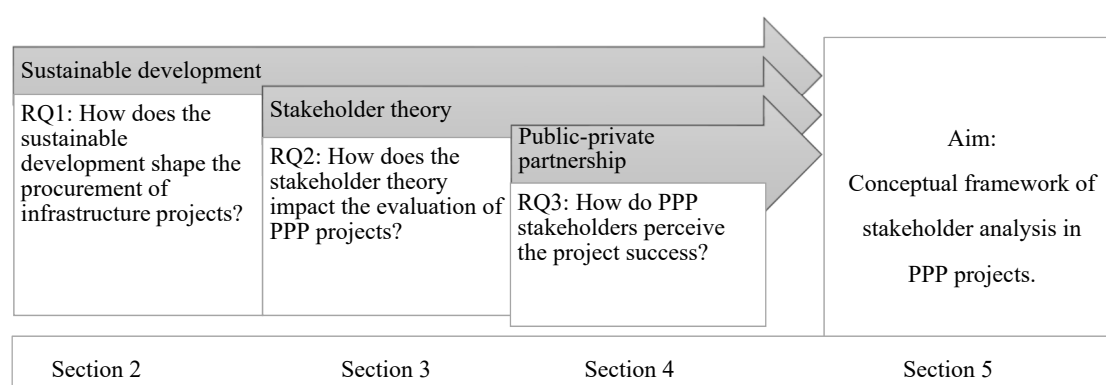 Sustainable development
RQ1: How does the
sustainable
development shape the
procurement of
infrastructure projects?
Stakeholder theory
RQ2: How does the
stakeholder theory
impact the evaluation of
PPP projects?
Public-private
partnership
RQ3: How do PPP
stakeholders perceive
the project success?
Aim:
Conceptual framework of
stakeholder analysis in
PPP projects.
Section 2
Section 3
Section 4
Section 5